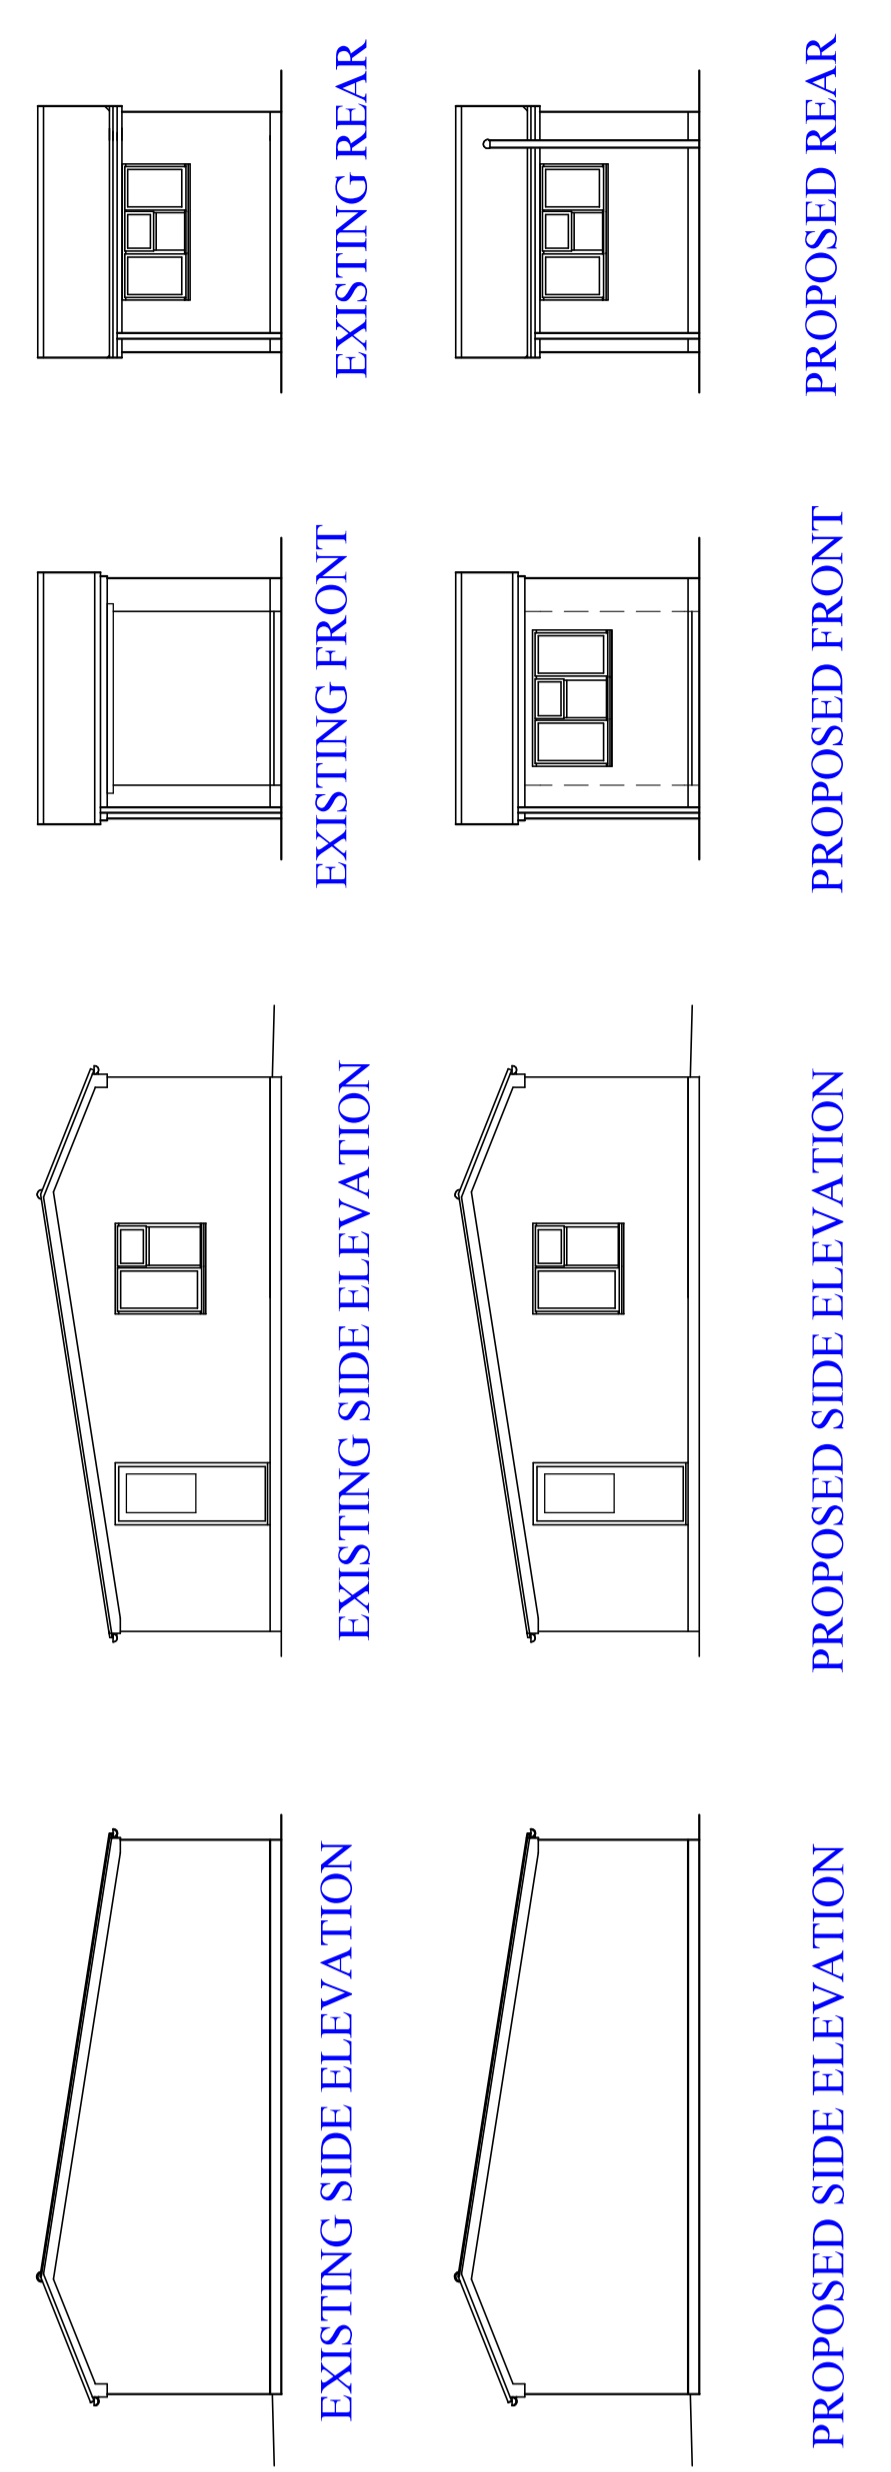 EXISTING SIDE ELEVATION
EXISTING SIDE ELEVATION
EXISTING FRONT
EXISTING REAR
PROPOSED SIDE ELEVATION
PROPOSED SIDE ELEVATION
PROPOSED FRONT
PROPOSED REAR